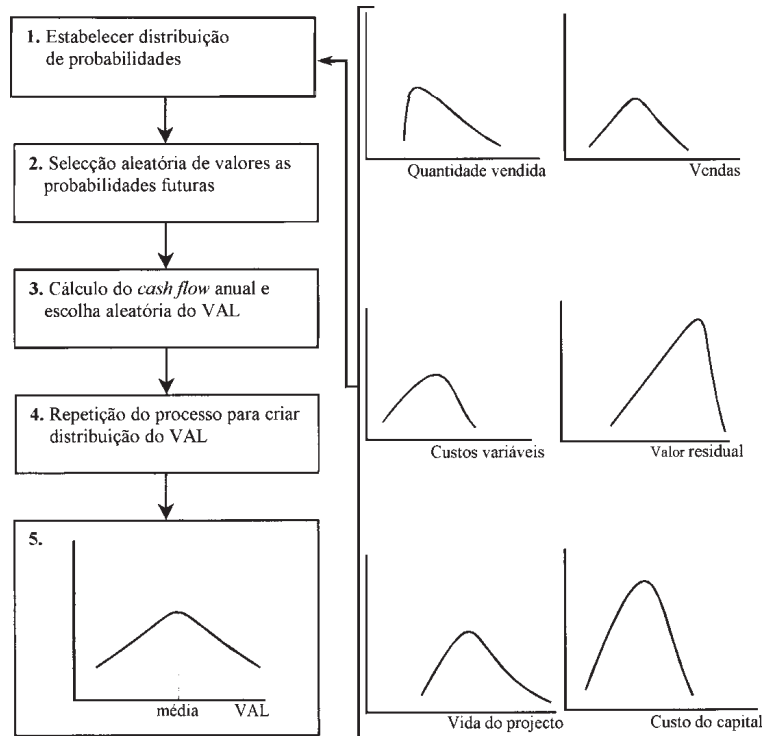 1. Estabelecer distribuição
de probabilidades
2. Selecção aleatória de valores as
probabilidades futuras
3. Cálculo do cash flow anual e
escolha aleatória do VAL
4. Repetição do processo para criar
distribuição do VAL
5.
média VAL
Quantidade vendida
Vendas
Custos variáveis
Valor residual
Vida do projecto
Custo do capital